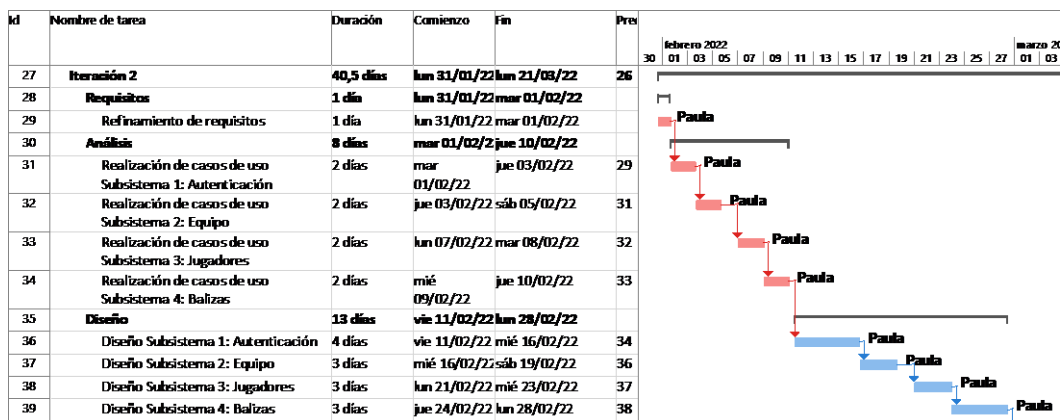 Id Nombre de tarea Duración Comienzo Fin Pre
febrero 2022 marzo 20
30 01 03 05 07 09 11 13 15 17 19 21 23 25 27 01 03
27 Iteración 2 40,5 días lun 31/01/22 lun 21/03/22 26
28 Requisitos 1 día lun 31/01/22 mar 01/02/22
29 Refinamiento de requisitos 1 día lun 31/01/22 mar 01/02/22 Paula
30 Análisis 8 días mar 01/02/2 jue 10/02/22
31 Realización de casos de uso 2 días mar jue 03/02/22 29 Paula
Subsistema 1: Autenticación 01/02/22
32 Realización de casos de uso 2 días jue 03/02/22 sáb 05/02/22 31 Paula
Subsistema 2: Equipo
33 Realización de casos de uso 2 días lun 07/02/22 mar 08/02/22 32 Paula
Subsistema 3: Jugadores
34 Realización de casos de uso 2 días mié jue 10/02/22 33 Paula
Subsistema 4: Balizas 09/02/22
35 Diseño 13 días vie 11/02/22 lun 28/02/22
36 Diseño Subsistema 1: Autenticación 4 días vie 11/02/22 mié 16/02/22 34 Paula
37 Diseño Subsistema 2: Equipo 3 días mié 16/02/22 sáb 19/02/22 36 Paula
38 Diseño Subsistema 3: Jugadores 3 días lun 21/02/22 mié 23/02/22 37 Paula
39 Diseño Subsistema 4: Balizas 3 días jue 24/02/22 lun 28/02/22 38 Paula